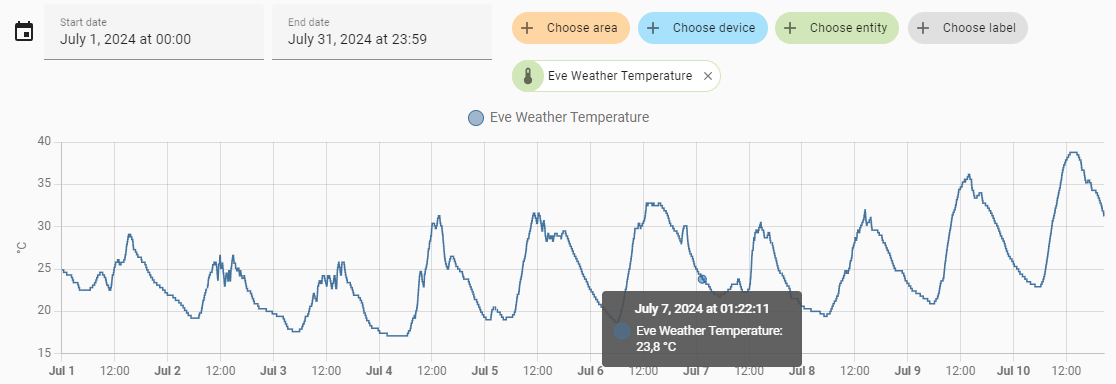 Start date
July 1, 2024 at 00:00
End date
July 31, 2024 at 23:59
Choose area
Choose device
Choose entity
Choose label
Eve Weather Temperature
Eve Weather Temperature
40
35
30
25
20
15
°C
July 7, 2024 at 01:22:11
Eve Weather Temperature:
23,8 °C
Jul 1 12:00 Jul 2 12:00 Jul 3 12:00 Jul 4 12:00 Jul 5 12:00 Jul 6 12:00 Jul 7 12:00 Jul 8 12:00 Jul 9 12:00 Jul 10 12:00